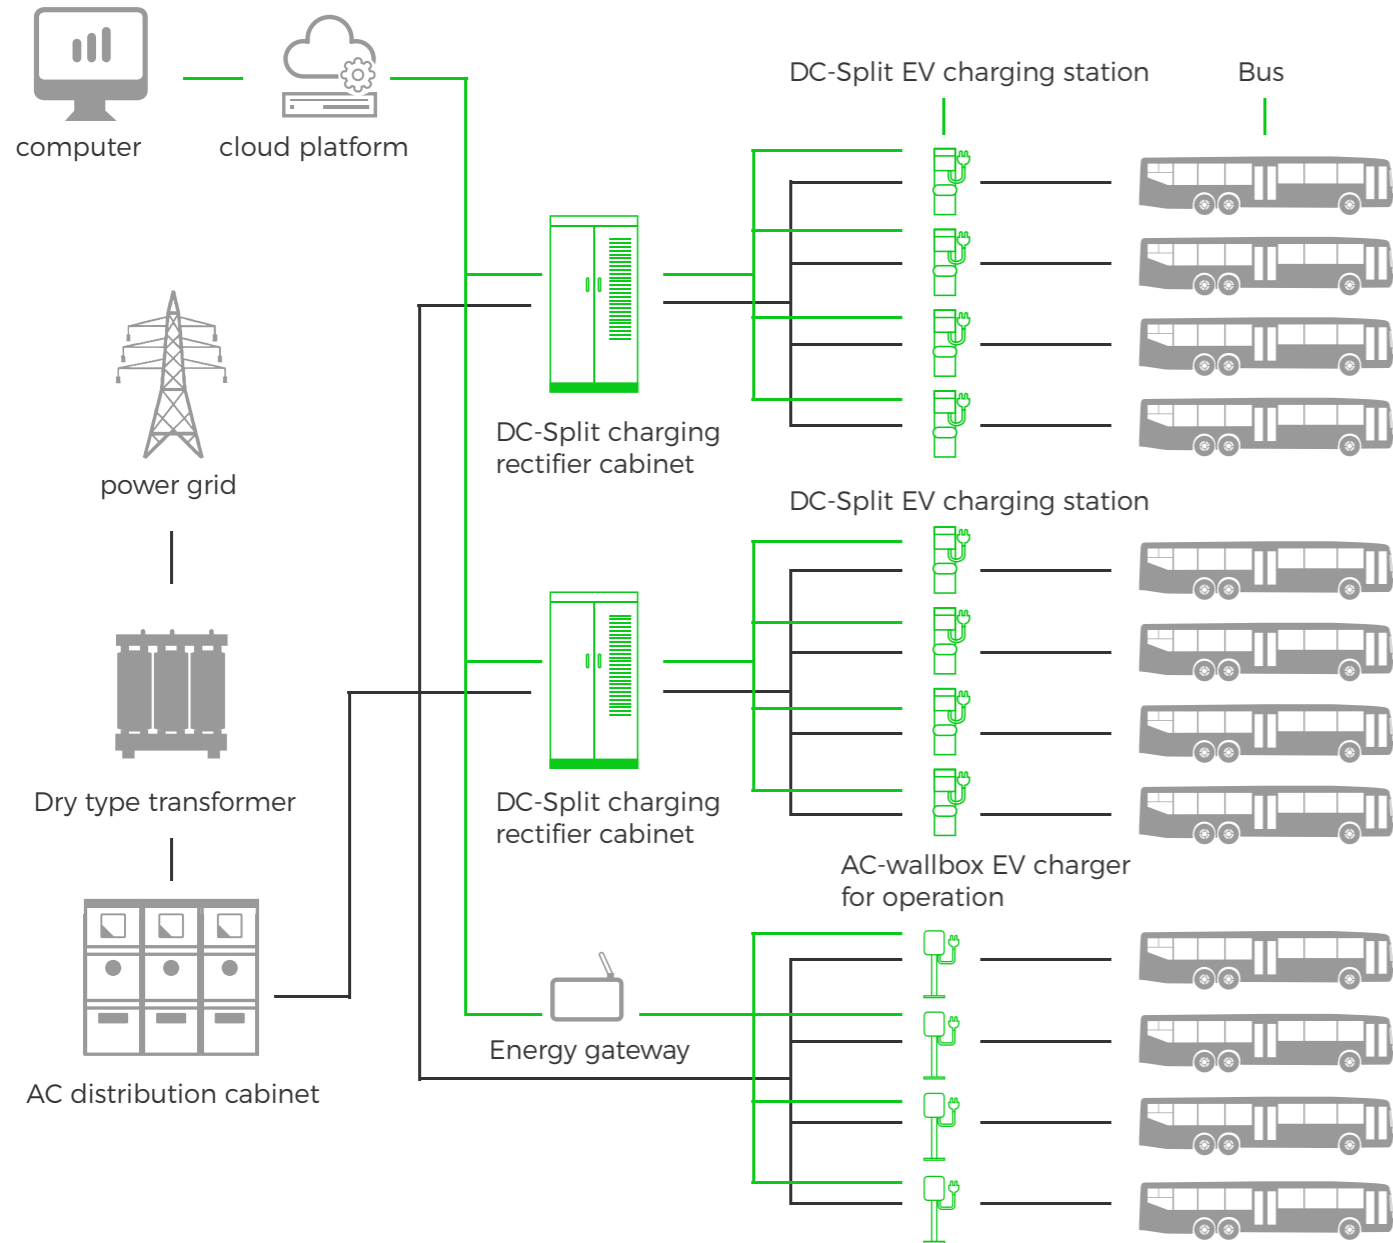 DC-Split EV charging station
Bus
computer
cloud platform
DC-Split charging
rectifier cabinet
power grid
DC-Split EV charging station
Dry type transformer
DC-Split charging
rectifier cabinet
AC-wallbox EV charger
for operation
Energy gateway
AC distribution cabinet